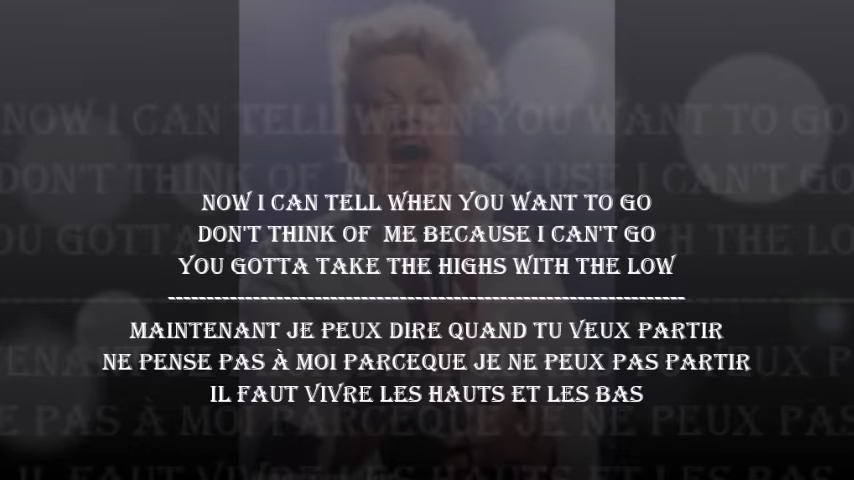 NOW I CAN TELL WHEN YOU WANT TO GO
DON'T THINK OF ME BECAUSE I CAN'T GO
YOU GOTTA TAKE THE HIGHS WITH THE LOW
--------------------------------------------------------------------
MAINTENANT JE PEUX DIRE QUAND TU VEUX PARTIR
NE PENSE PAS À MOI PARCEQUE JE NE PEUX PAS PARTIR
IL FAUT VIVRE LES HAUTS ET LES BAS